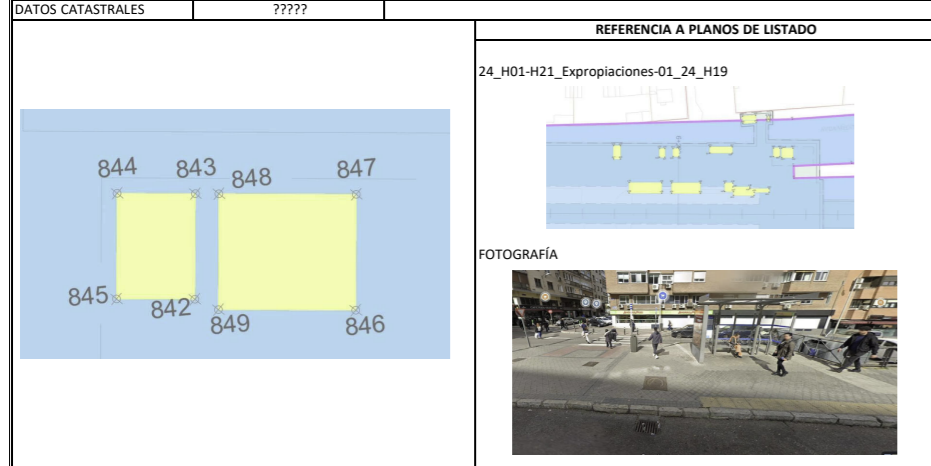 DATOS CATASTRALES ?????
REFERENCIA A PLANOS DE LISTADO
24_H01-H21_Expropiaciones-01_24_H19
844 843 848 847
845 842 849 846
FOTOGRAFÍA